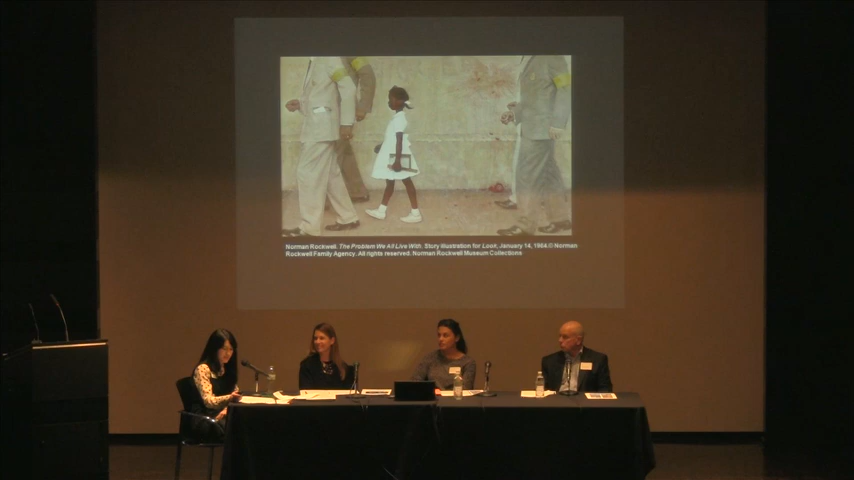 Norman Rockwell. The Problem We All Live With. Story illustration for Look, January 14, 1964.© Norman
Rockwell Family Agency. All rights reserved. Norman Rockwell Museum Collections